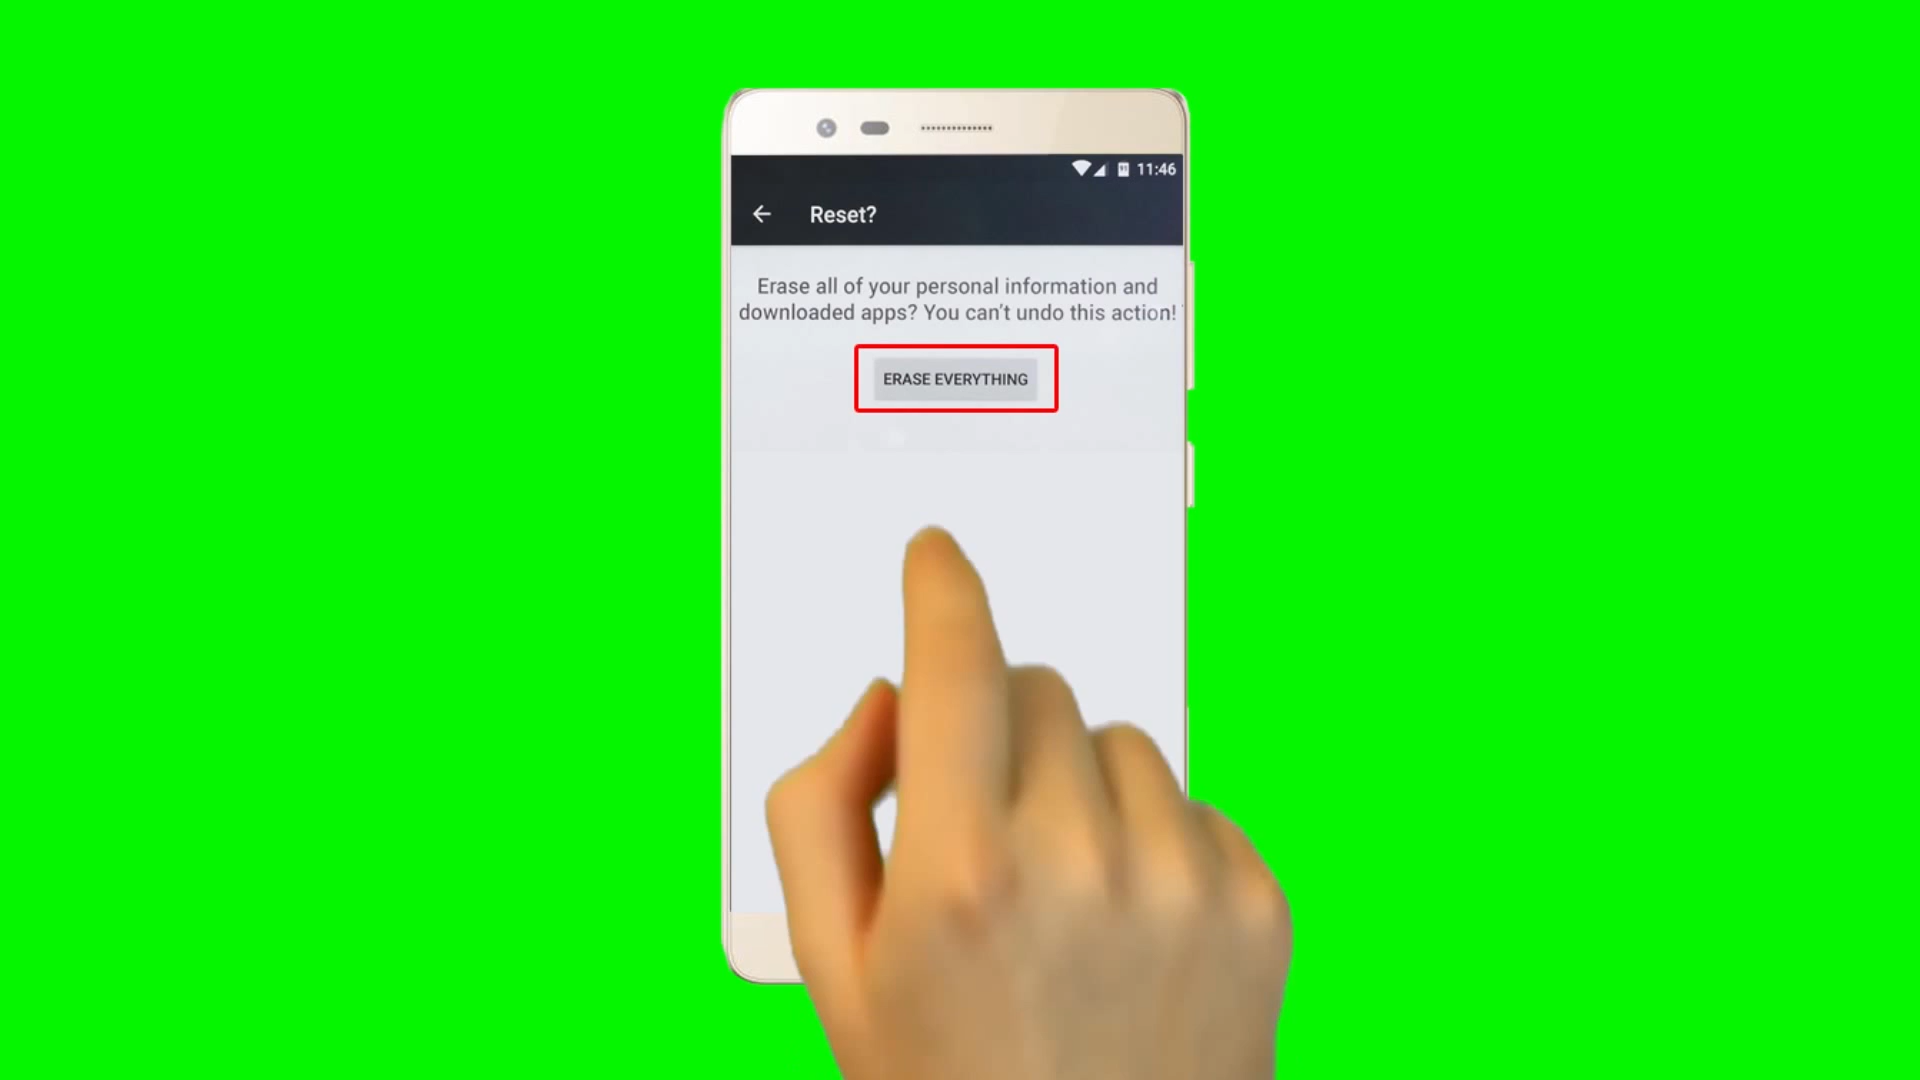 11:46
Reset?
Erase all of your personal information and
downloaded apps? You can't undo this action!
ERASE EVERYTHING